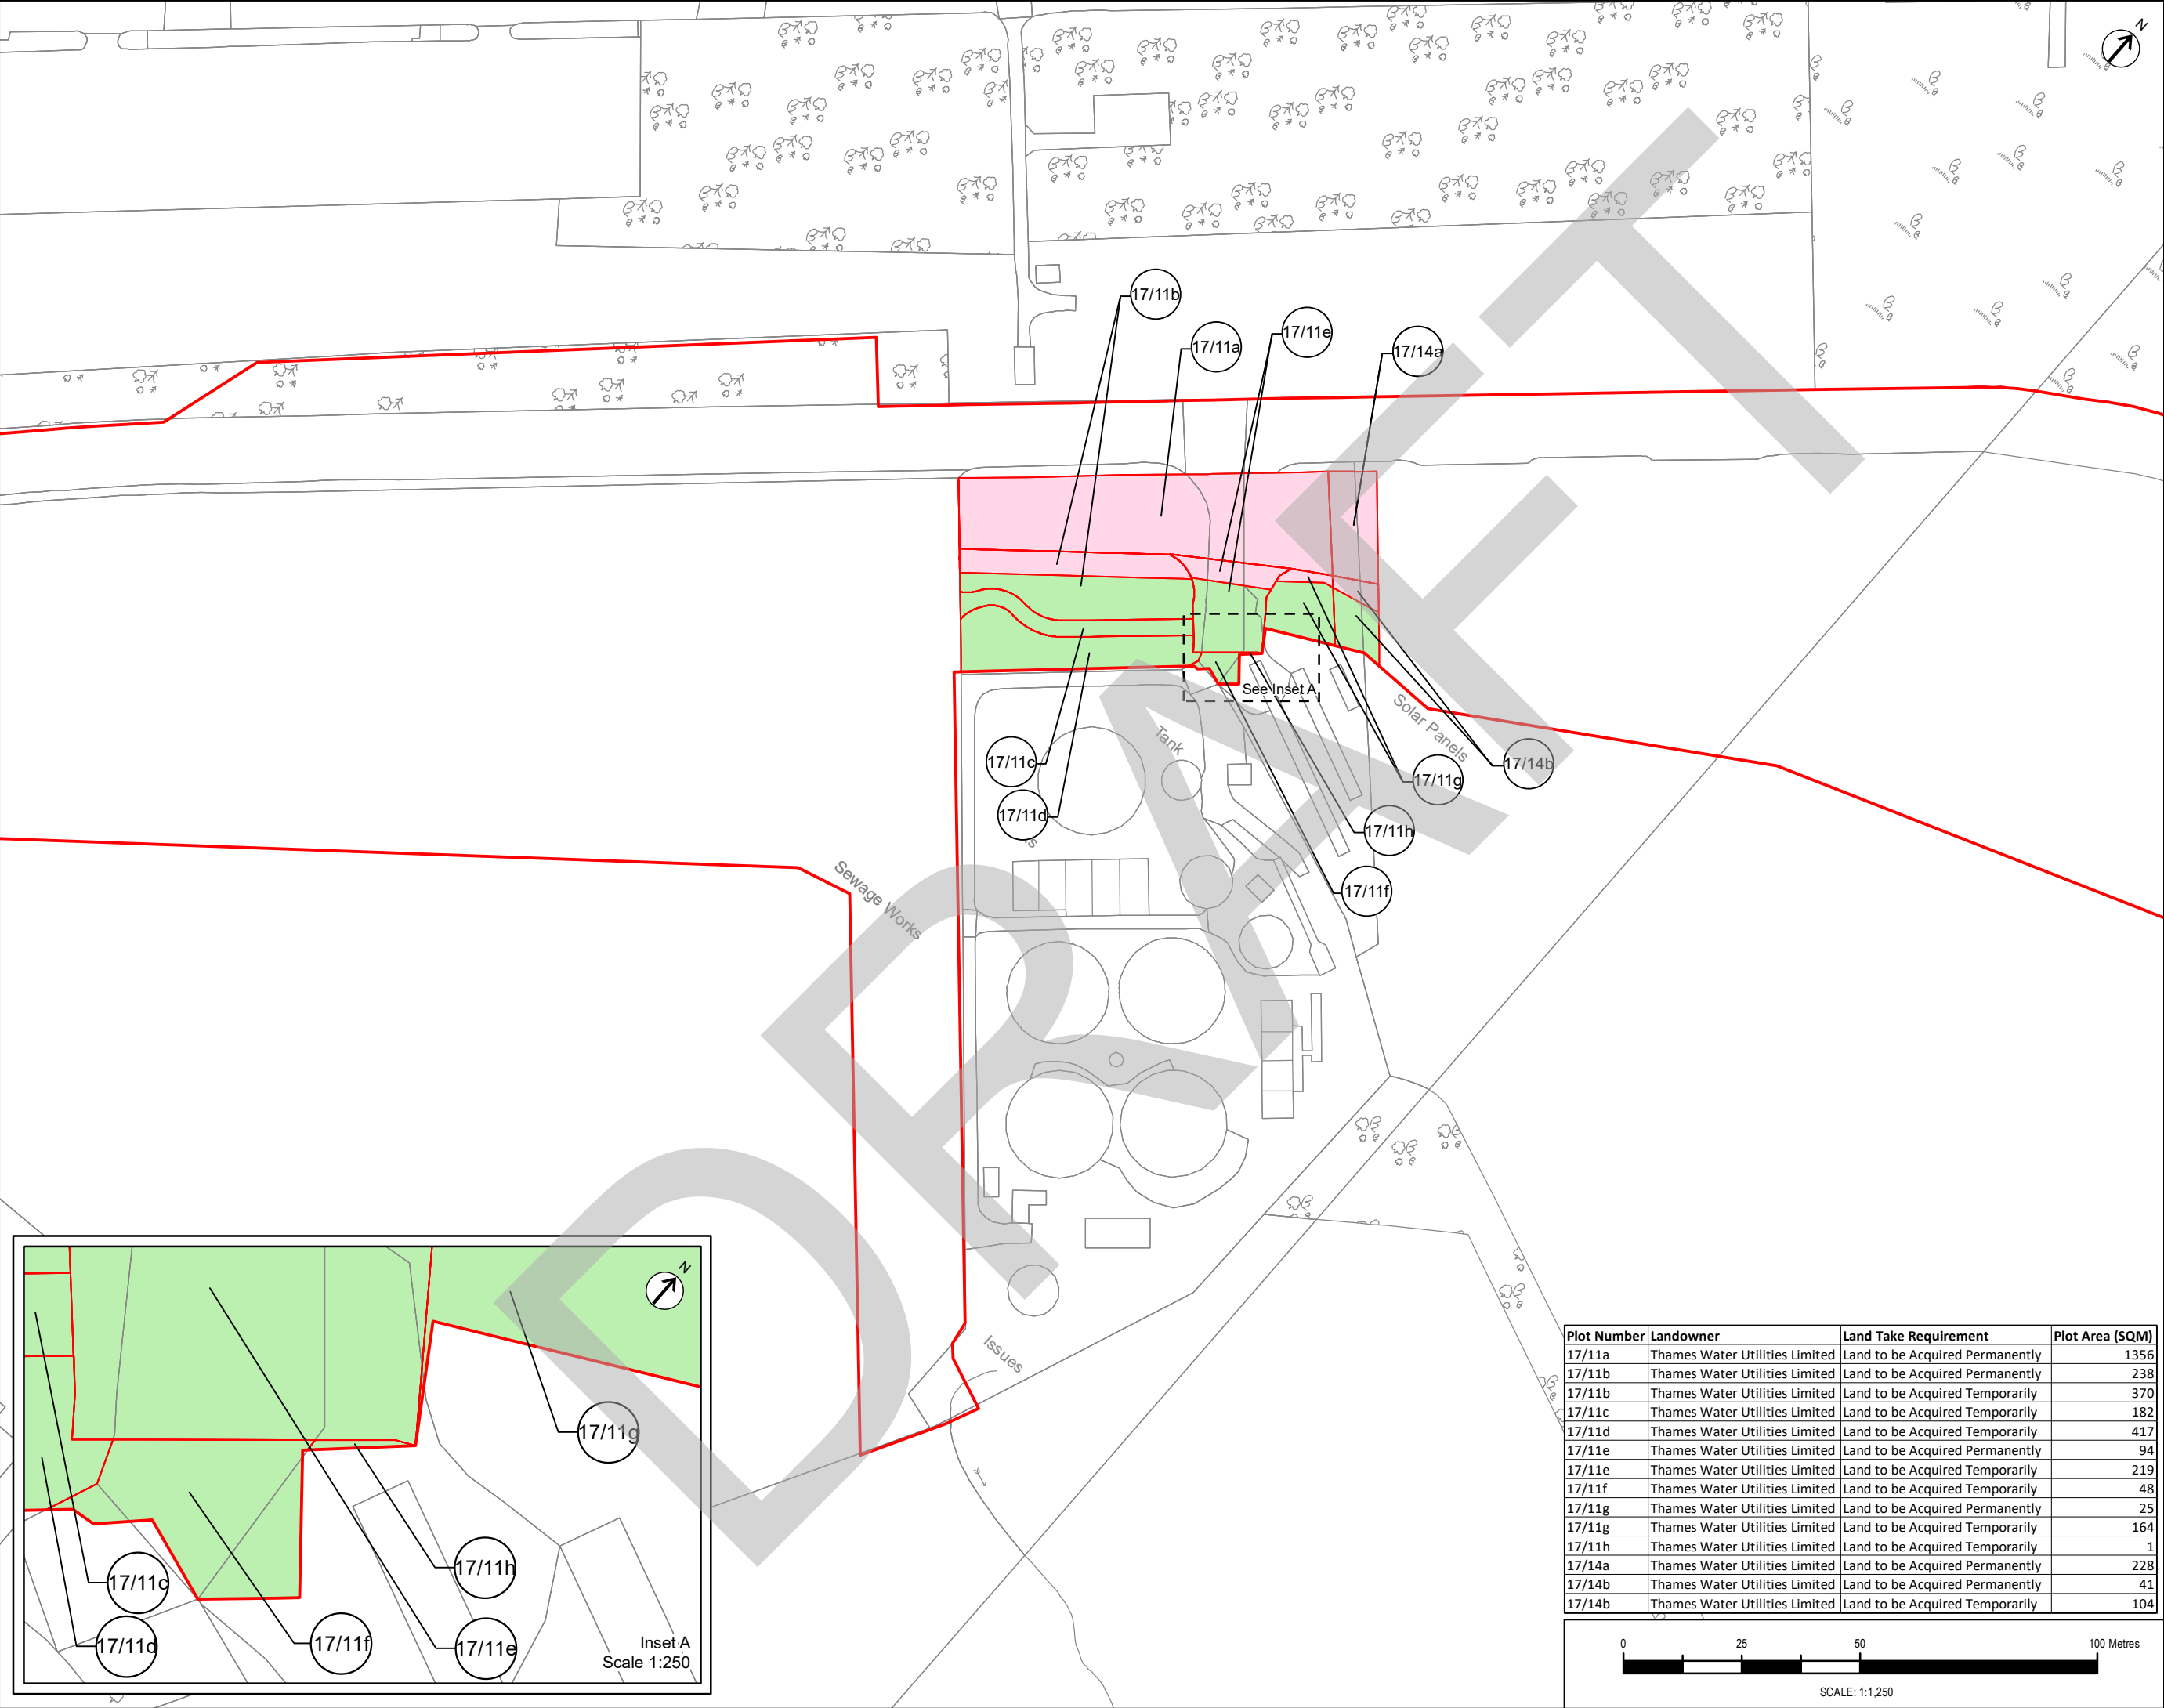 N
17/11b
17/11a
17/11e
17/14a
See Inset A
Solar Panels
Tank
17/11c
17/11d
17/11g
17/14b
17/11h
17/11f
Sewage Works
Issues
DRAFT
N
17/11g
17/11c
17/11d
17/11h
17/11f
17/11e
Inset A
Scale 1:250
Plot Number Landowner Land Take Requirement Plot Area (SQM)
17/11a Thames Water Utilities Limited Land to be Acquired Permanently 1356
17/11b Thames Water Utilities Limited Land to be Acquired Permanently 238
17/11b Thames Water Utilities Limited Land to be Acquired Temporarily 370
17/11c Thames Water Utilities Limited Land to be Acquired Temporarily 182
17/11d Thames Water Utilities Limited Land to be Acquired Temporarily 417
17/11e Thames Water Utilities Limited Land to be Acquired Permanently 94
17/11e Thames Water Utilities Limited Land to be Acquired Temporarily 219
17/11f Thames Water Utilities Limited Land to be Acquired Temporarily 48
17/11g Thames Water Utilities Limited Land to be Acquired Permanently 25
17/11g Thames Water Utilities Limited Land to be Acquired Temporarily 164
17/11h Thames Water Utilities Limited Land to be Acquired Temporarily 1
17/14a Thames Water Utilities Limited Land to be Acquired Permanently 228
17/14b Thames Water Utilities Limited Land to be Acquired Permanently 41
17/14b Thames Water Utilities Limited Land to be Acquired Temporarily 104
0 25 50 100 Metres
SCALE: 1:1,250